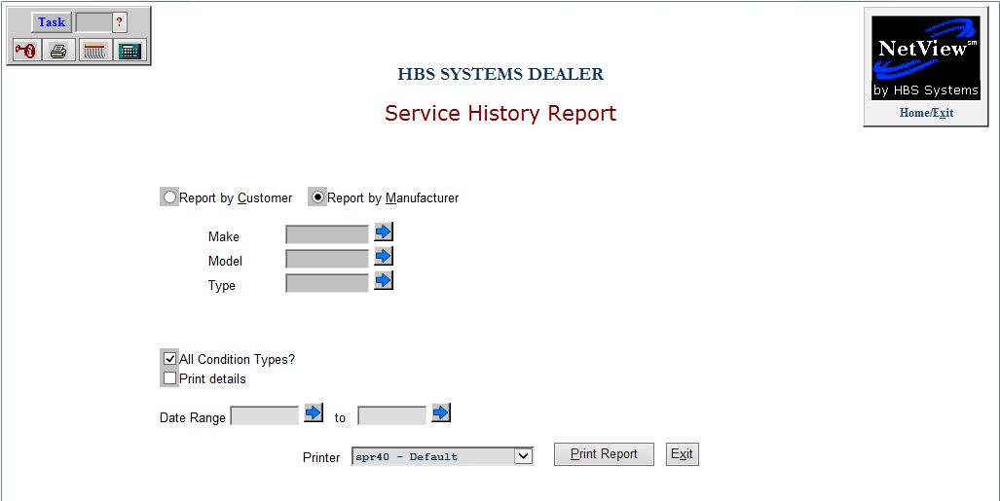 Task ?
NetView℠
by HBS Systems
Home/Exit
HBS SYSTEMS DEALER
Service History Report
Report by Customer Report by Manufacturer
Make
Model
Type
All Condition Types?
Print details
Date Range to
Printer spr40 - Default Print Report Exit